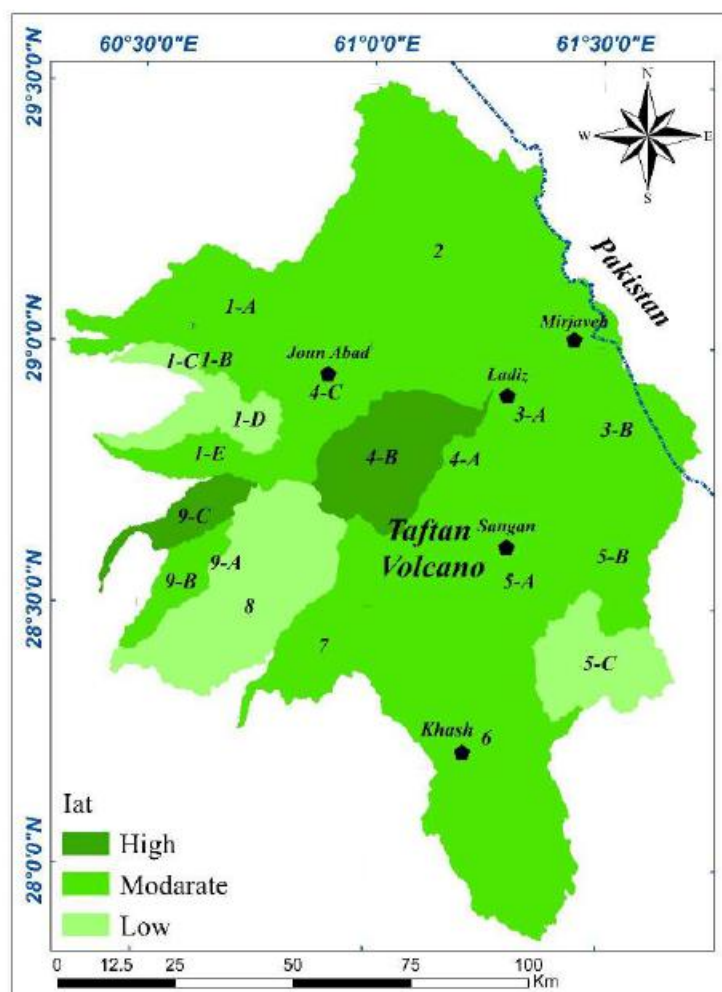 60°30'0"E 61°0'0"E 61°30'0"E
29°30'0"N
29°0'0"N
28°30'0"N
28°0'0"N
N
W E
S
Pakistan
2
1-A
Mirjaveh
1-C 1-B
Joun Abad
4-C
Ladiz
3-A
1-D
3-B
1-E
4-B
4-A
9-C
Taftan
Volcano
Sangan
9-A
5-B
9-B
5-A
8
7
5-C
Khash 6
Iat
High
Modarate
Low
0 12.5 25 50 75 100
Km